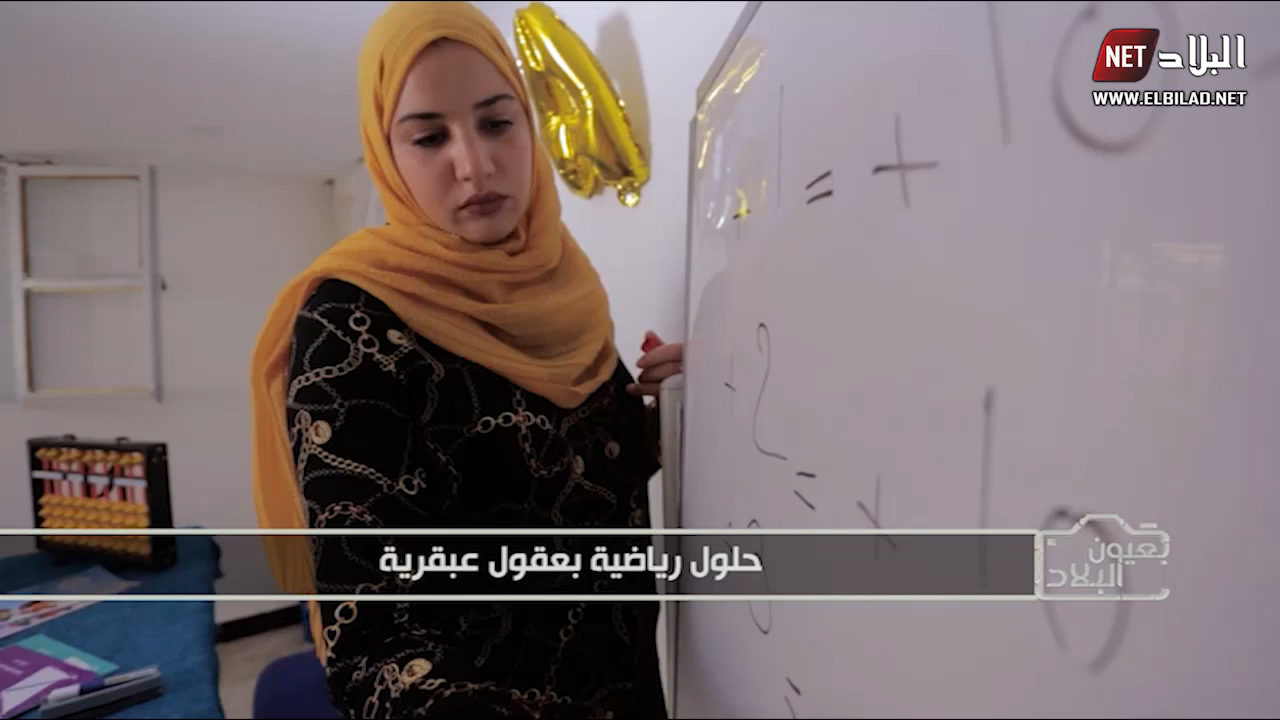 البلاد NET
WWW.ELBILAD.NET
= +
حلول رياضية بعقول عبقرية
بعيون
البلاد